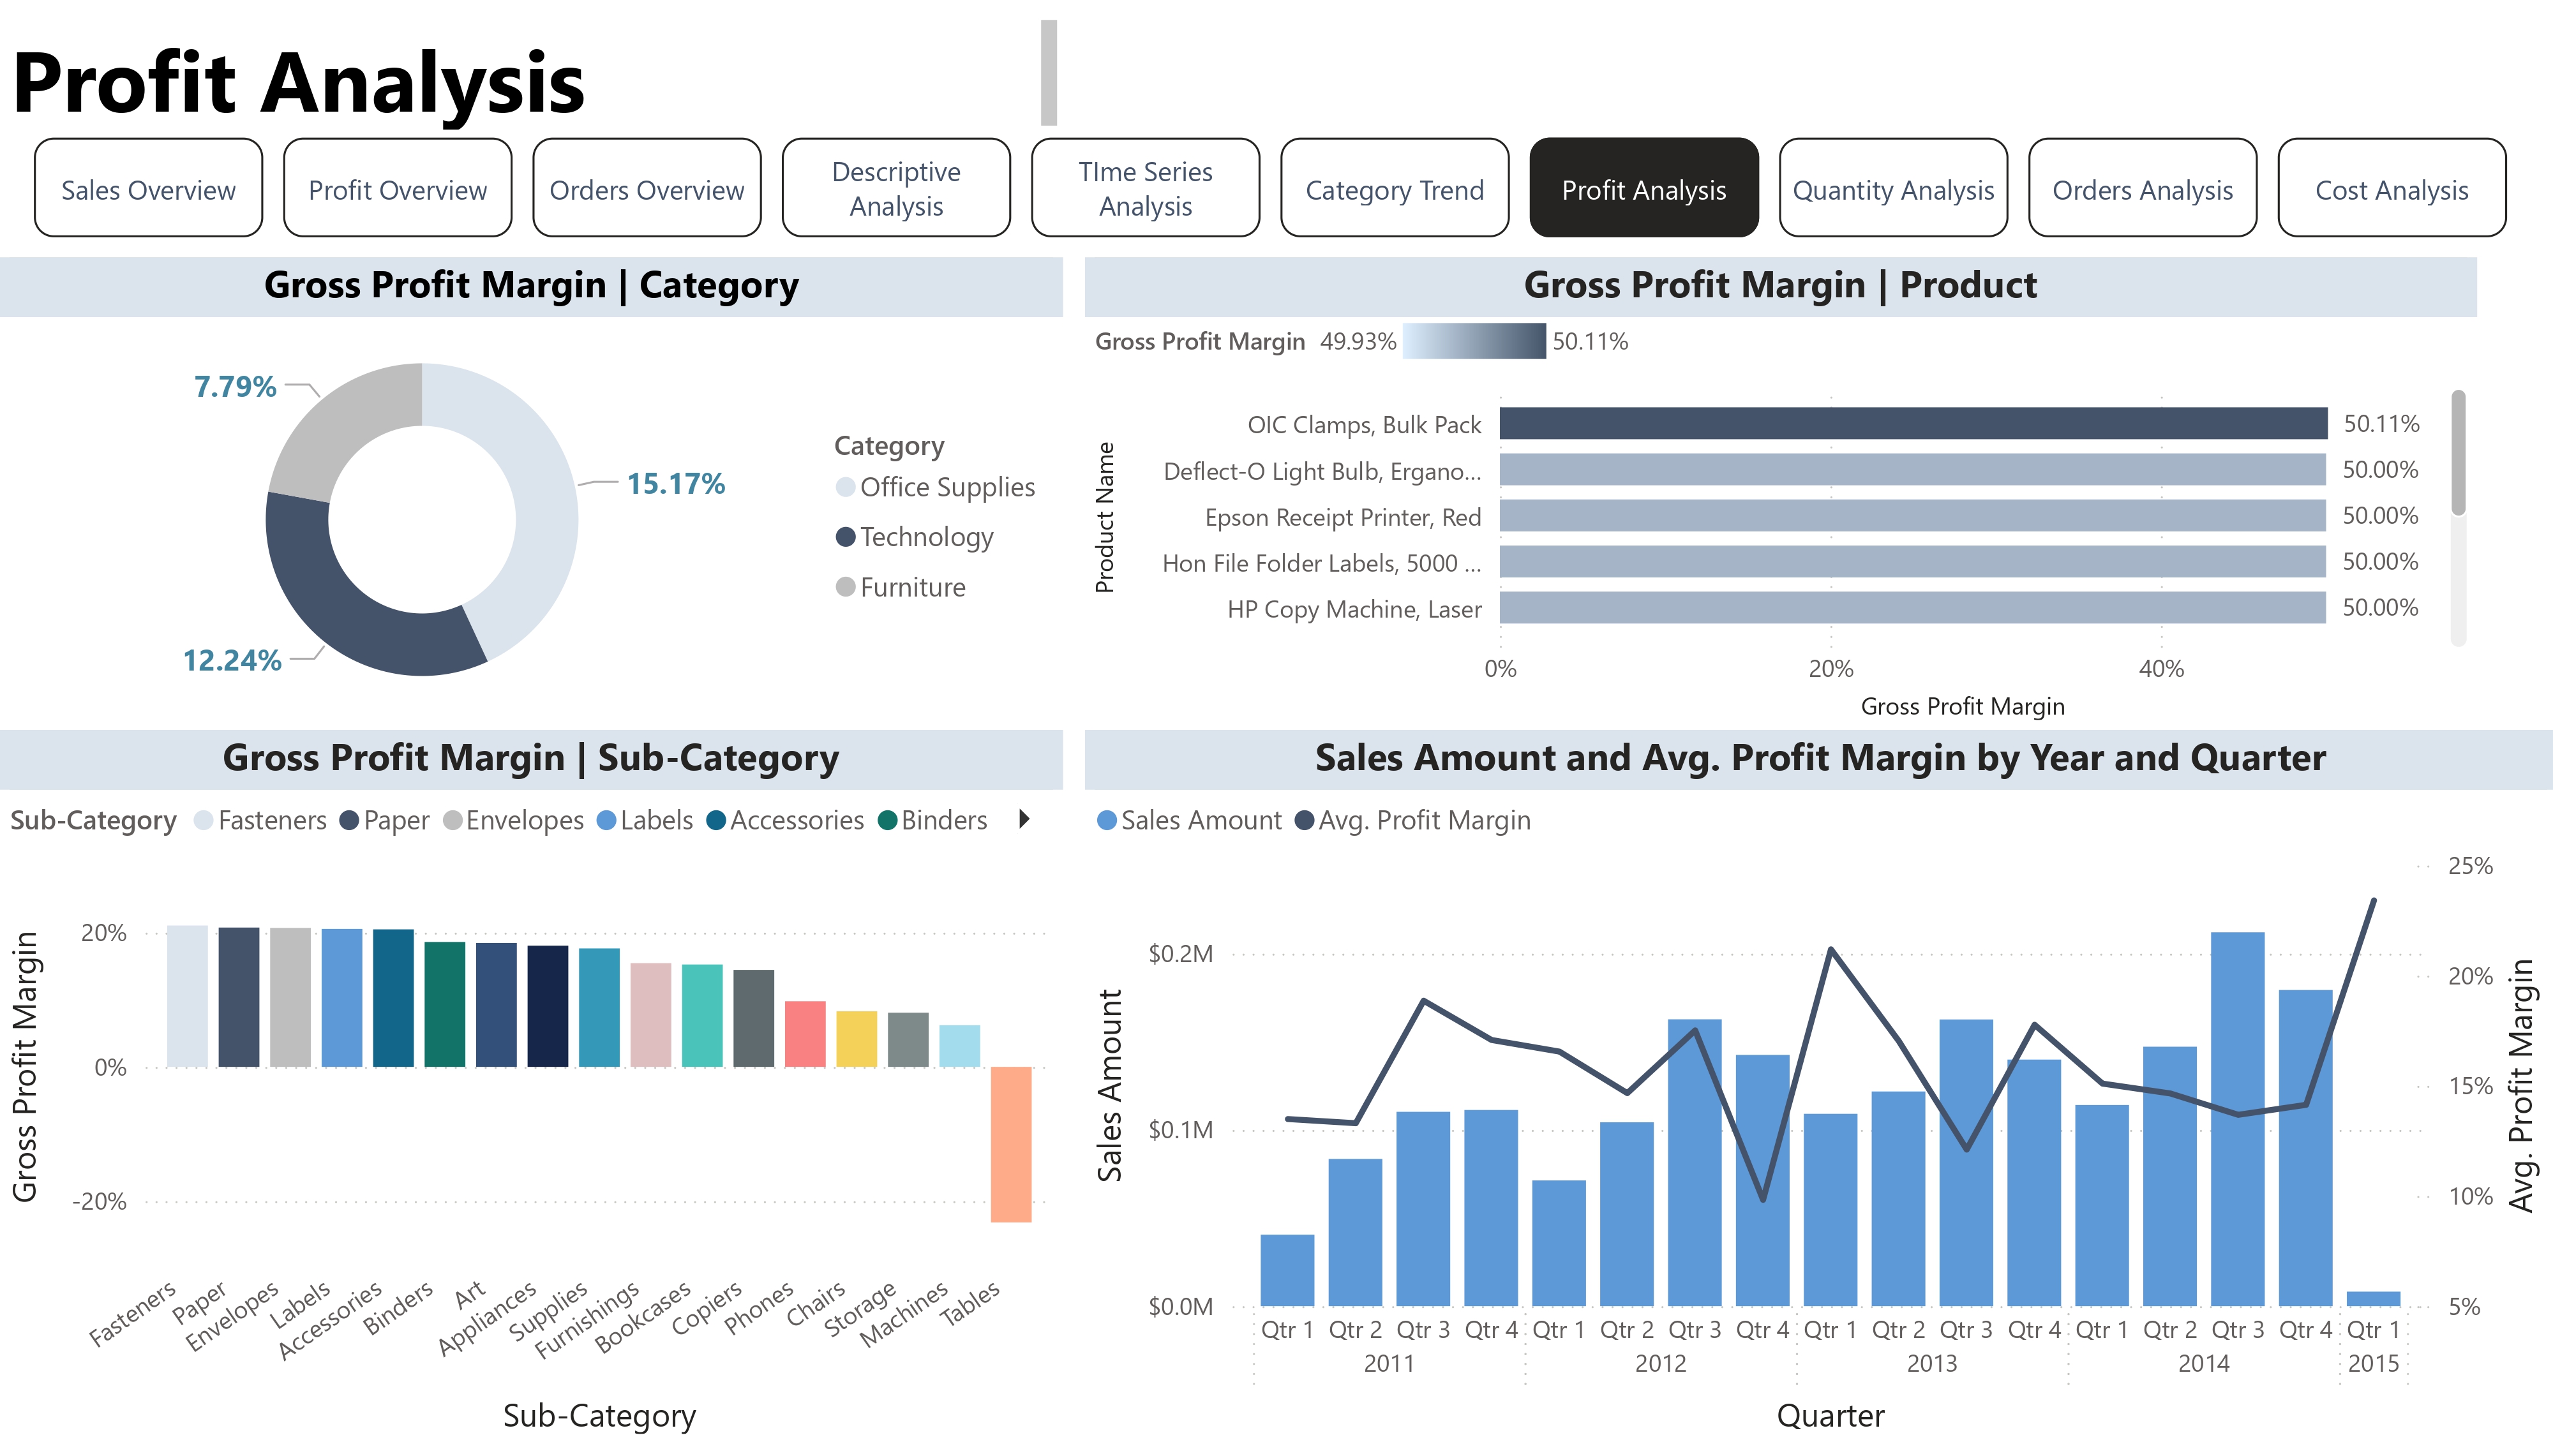 Profit Analysis
Sales Overview
Profit Overview
Orders Overview
Descriptive
Analysis
TIme Series
Analysis
Category Trend
Profit Analysis
Quantity Analysis
Orders Analysis
Cost Analysis
Gross Profit Margin | Category
7.79%
15.17%
12.24%
Category
Office Supplies
Technology
Furniture
Gross Profit Margin | Product
Gross Profit Margin 49.93% 50.11%
Product Name
OIC Clamps, Bulk Pack 50.11%
Deflect-O Light Bulb, Ergano... 50.00%
Epson Receipt Printer, Red 50.00%
Hon File Folder Labels, 5000 ... 50.00%
HP Copy Machine, Laser 50.00%
0% 20% 40%
Gross Profit Margin
Gross Profit Margin | Sub-Category
Sub-Category Fasteners Paper Envelopes Labels Accessories Binders
Gross Profit Margin
20%
0%
-20%
Fasteners
Paper
Envelopes
Labels
Accessories
Binders
Art
Appliances
Supplies
Furnishings
Bookcases
Copiers
Phones
Chairs
Storage
Machines
Tables
Sub-Category
Sales Amount and Avg. Profit Margin by Year and Quarter
Sales Amount Avg. Profit Margin
Sales Amount
$0.2M
$0.1M
$0.0M
25%
20%
15%
10%
5%
Avg. Profit Margin
Qtr 1 Qtr 2 Qtr 3 Qtr 4 Qtr 1 Qtr 2 Qtr 3 Qtr 4 Qtr 1 Qtr 2 Qtr 3 Qtr 4 Qtr 1 Qtr 2 Qtr 3 Qtr 4 Qtr 1
2011 2012 2013 2014 2015
Quarter